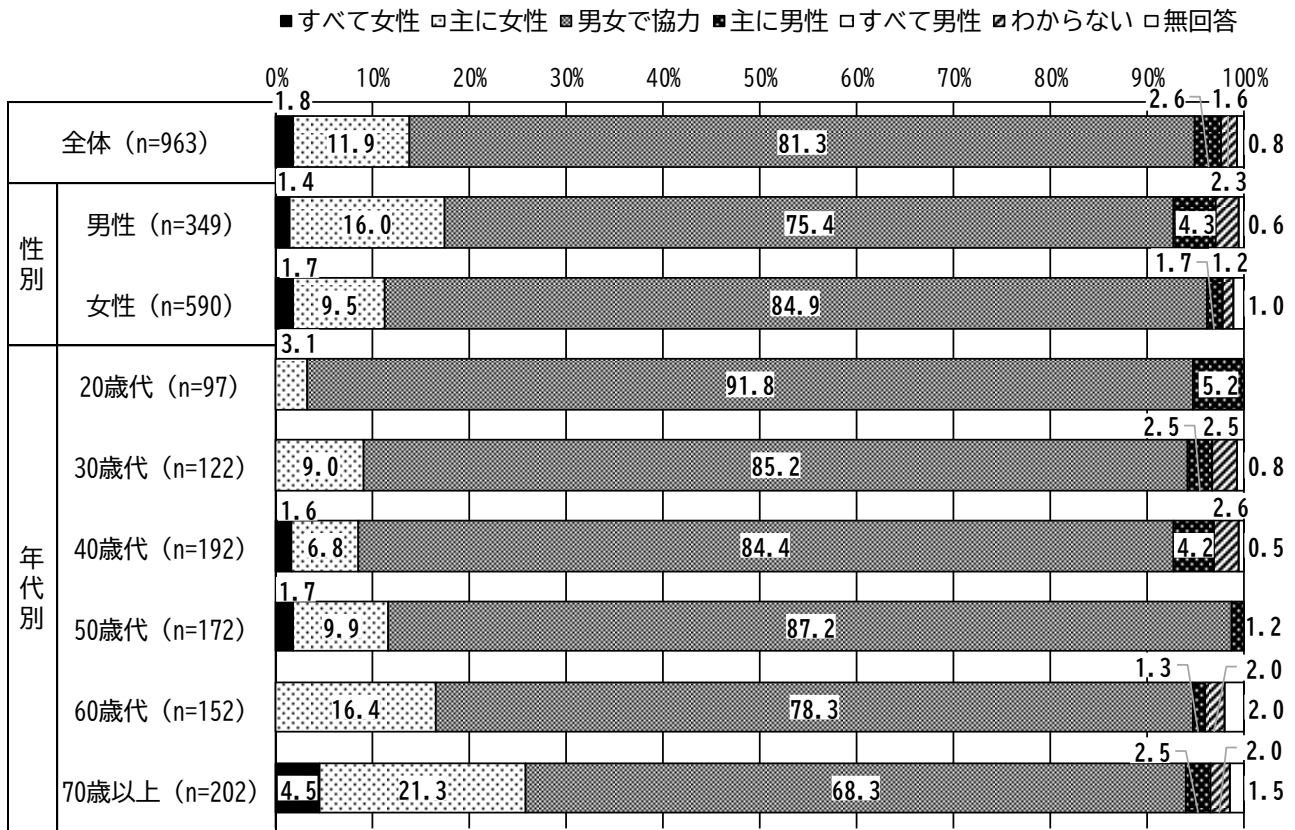 ■すべて女性 □主に女性 ■男女で協力 ■主に男性 □すべて男性 ■わからない □無回答
0% 10% 20% 30% 40% 50% 60% 70% 80% 90% 100%
1.8 2.6 1.6
全体 (n=963) 11.9 81.3 0.8
1.4 2.3
男性 (n=349) 16.0 75.4 4.3 0.6
性別
1.7 1.7 1.2
女性 (n=590) 9.5 84.9 1.0
3.1
20歳代 (n=97) 91.8 5.2
2.5 2.5
30歳代 (n=122) 9.0 85.2 0.8
1.6 2.6
40歳代 (n=192) 6.8 84.4 4.2 0.5
年代別
1.7
50歳代 (n=172) 9.9 87.2 1.2
1.3 2.0
60歳代 (n=152) 16.4 78.3 2.0
2.5 2.0
70歳以上 (n=202) 4.5 21.3 68.3 1.5